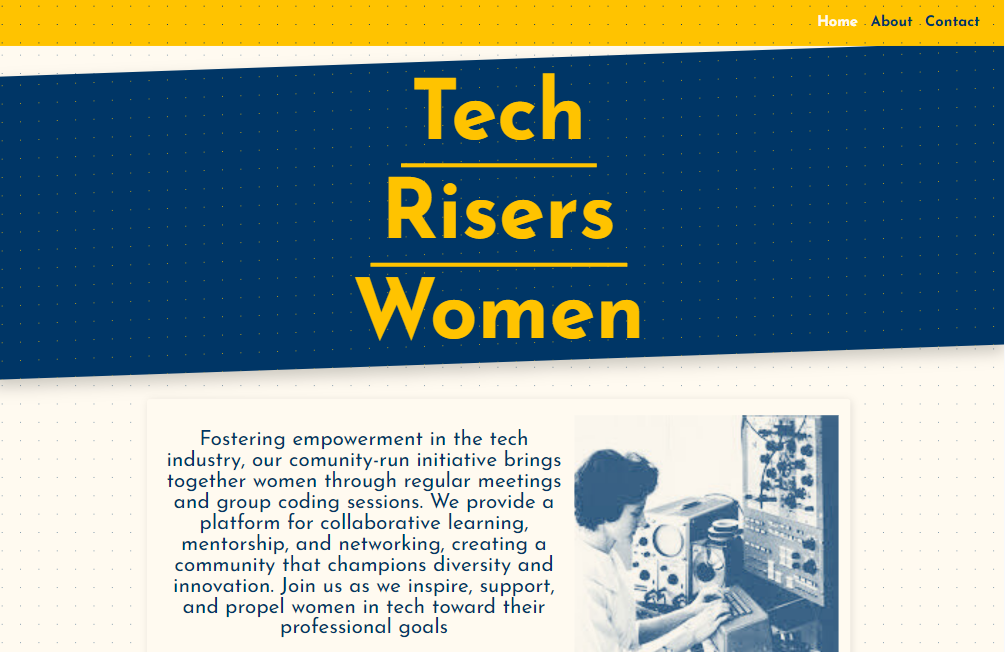 Home About Contact
Tech
Risers
Women
Fostering empowerment in the tech
industry, our comunity-run initiative brings
together women through regular meetings
and group coding sessions. We provide a
platform for collaborative learning,
mentorship, and networking, creating a
community that champions diversity and
innovation. Join us as we inspire, support,
and propel women in tech toward their
professional goals